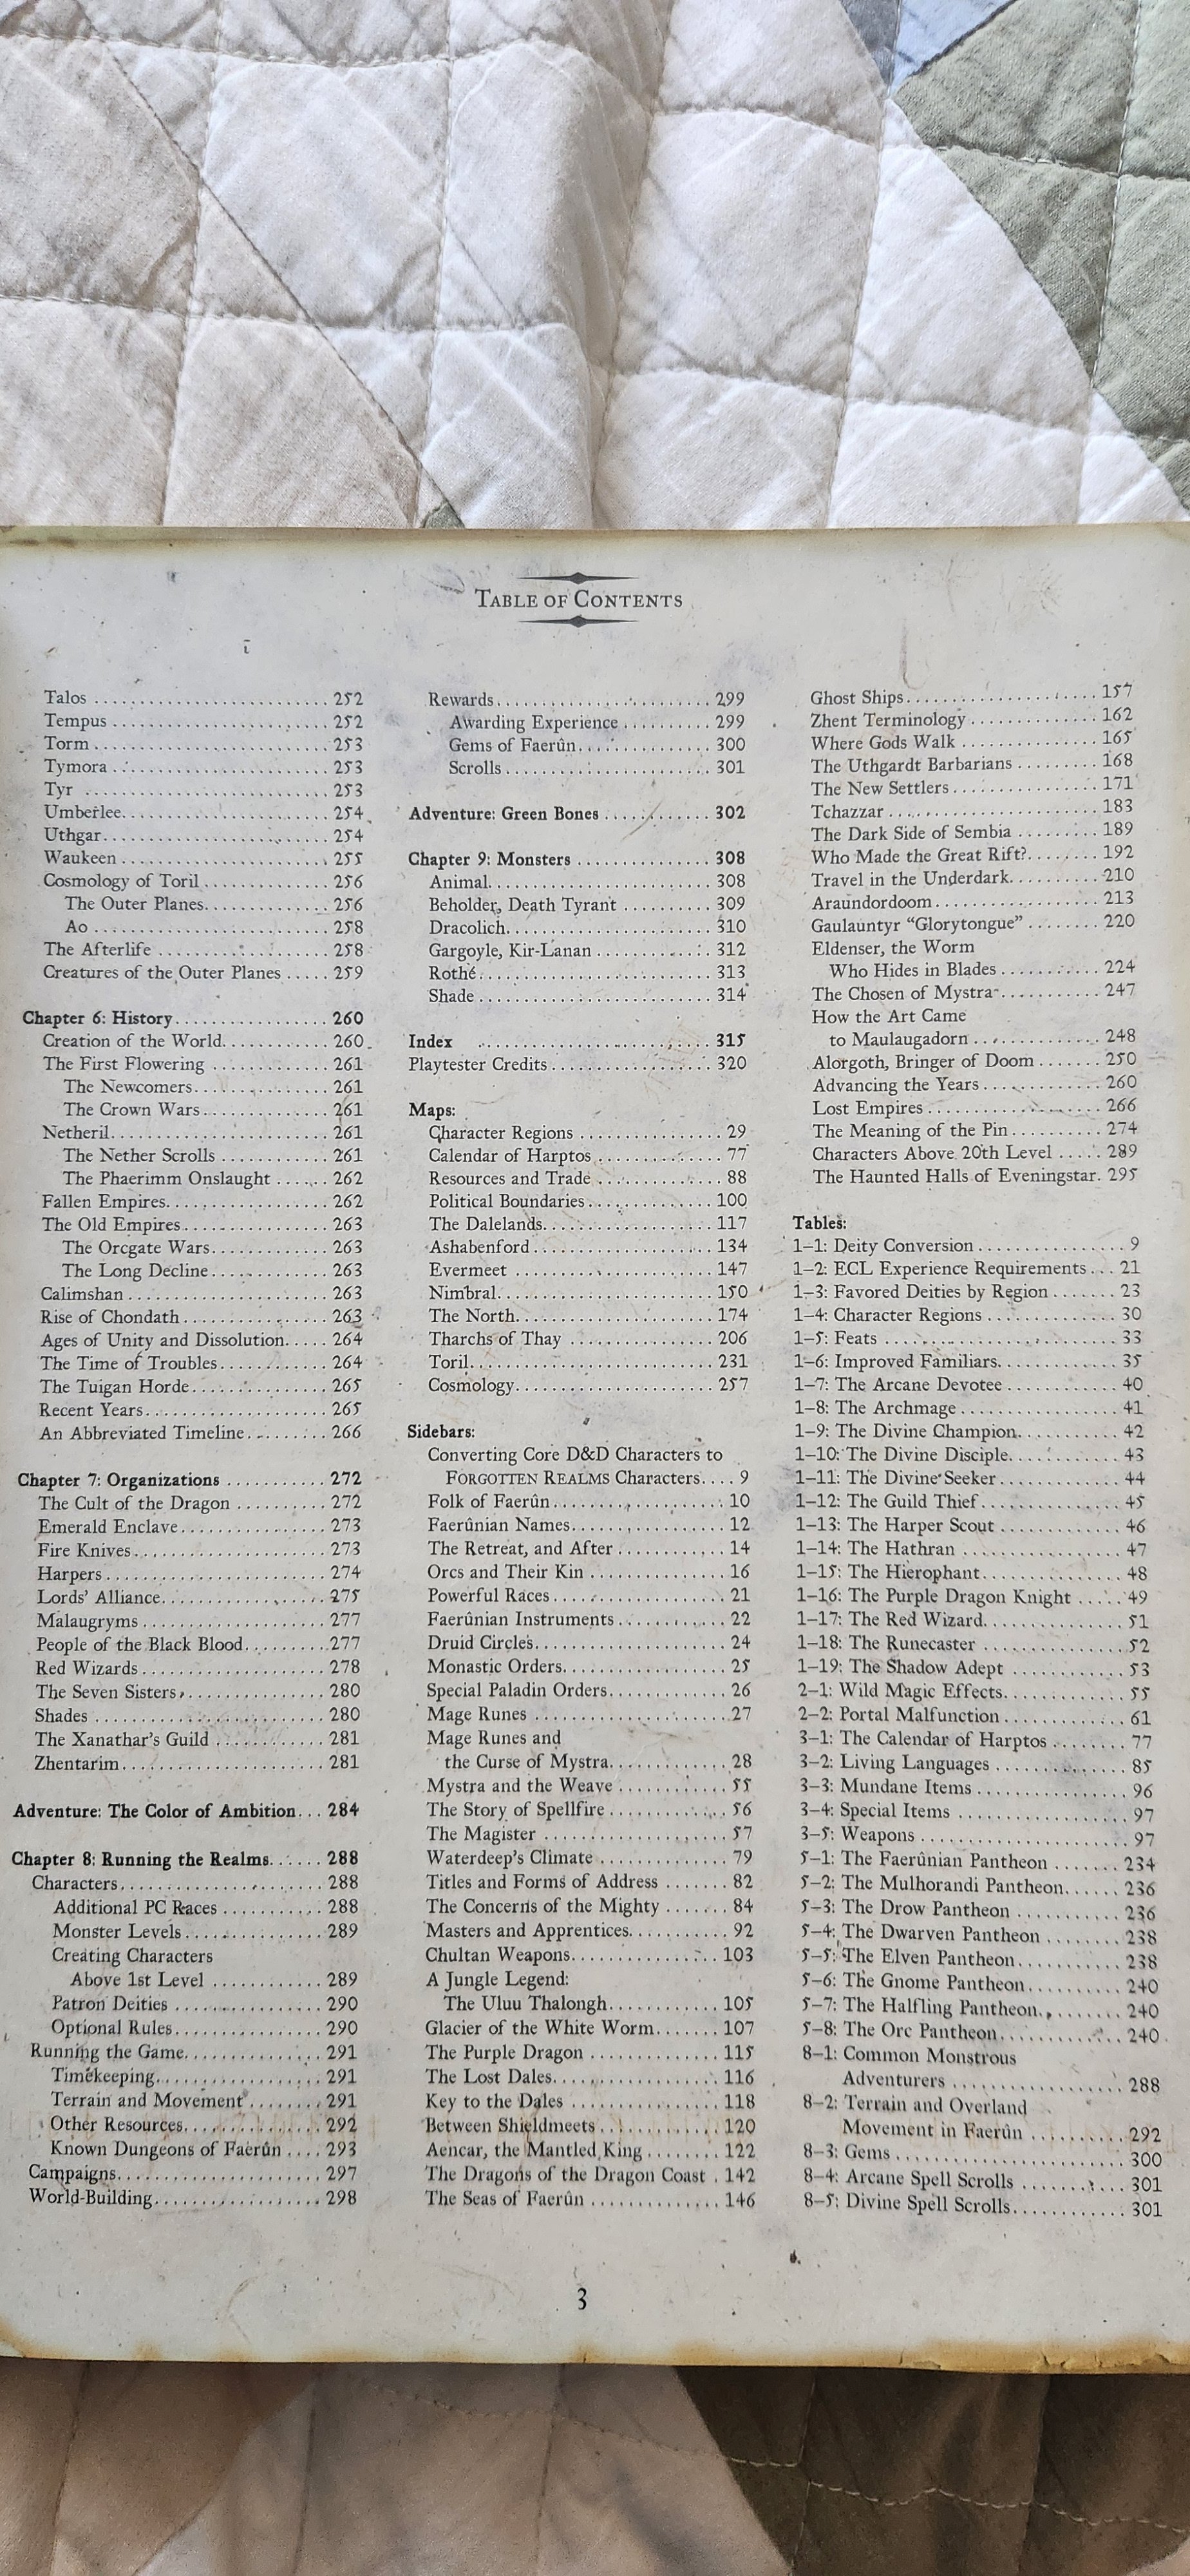 TABLE OF CONTENTS
Talos .......................... 252
Tempus ........................ 252
Torm .......................... 253
Tymora ........................ 253
Tyr ........................... 253
Umberlee....................... 254
Uthgar......................... 254
Waukeen ....................... 255
Cosmology of Toril ............ 256
The Outer Planes............... 256
Ao ............................ 258
The Afterlife ................. 258
Creatures of the Outer Planes ..... 259
Chapter 6: History................. 260
Creation of the World.............. 260
The First Flowering ............... 261
The Newcomers...................... 261
The Crown Wars..................... 261
Netheril........................... 261
The Nether Scrolls ................ 261
The Phaerimm Onslaught ...... 262
Fallen Empires..................... 262
The Old Empires.................... 263
The Orcgate Wars................... 263
The Long Decline................... 263
Calimshan ......................... 263
Rise of Chondath .................. 263
Ages of Unity and Dissolution..... 264
The Time of Troubles............... 264
The Tuigan Horde................... 265
Recent Years....................... 265
An Abbreviated Timeline......... 266
Chapter 7: Organizations ........... 272
The Cult of the Dragon .......... 272
Emerald Enclave.................... 273
Fire Knives........................ 273
Harpers............................ 274
Lords' Alliance.................... 275
Malaugryms ........................ 277
People of the Black Blood.......... 277
Red Wizards ....................... 278
The Seven Sisters.................. 280
Shades ............................ 280
The Xanathar's Guild .............. 281
Zhentarim.......................... 281
Adventure: The Color of Ambition... 284
Chapter 8: Running the Realms...... 288
Characters......................... 288
Additional PC Races ............... 288
Monster Levels..................... 289
Creating Characters
Above 1st Level ................... 289
Patron Deities .................... 290
Optional Rules..................... 290
Running the Game................... 291
Timekeeping........................ 291
Terrain and Movement .............. 291
Other Resources.................... 292
Known Dungeons of Faerûn .... 293
Campaigns.......................... 297
World-Building..................... 298
Rewards............................ 299
Awarding Experience ............... 299
Gems of Faerûn..................... 300
Scrolls ........................... 301
Adventure: Green Bones ............ 302
Chapter 9: Monsters ............... 308
Animal............................. 308
Beholder, Death Tyrant .......... 309
Dracolich.......................... 310
Gargoyle, Kir-Lanan ............... 312
Rothé.............................. 313
Shade ............................. 314
Index ............................. 315
Playtester Credits ................ 320
Maps:
Character Regions ................. 29
Calendar of Harptos ............... 77
Resources and Trade ............... 88
Political Boundaries............... 100
The Dalelands...................... 117
Ashabenford ....................... 134
Evermeet .......................... 147
Nimbral............................ 150
The North.......................... 174
Tharchs of Thay ................... 206
Toril.............................. 231
Cosmology.......................... 257
Sidebars:
Converting Core D&D Characters to
FORGOTTEN REALMS Characters.... 9
Folk of Faerûn..................... 10
Faerûnian Names.................... 12
The Retreat, and After ............ 14
Orcs and Their Kin ................ 16
Powerful Races..................... 21
Faerûnian Instruments ............. 22
Druid Circles...................... 24
Monastic Orders.................... 25
Special Paladin Orders............. 26
Mage Runes ........................ 27
Mage Runes and
the Curse of Mystra................ 28
Mystra and the Weave .............. 55
The Story of Spellfire ............ 56
The Magister ...................... 57
Waterdeep's Climate ............... 79
Titles and Forms of Address ....... 82
The Concerns of the Mighty ....... 84
Masters and Apprentices............ 92
Chultan Weapons.................... 103
A Jungle Legend:
The Uluu Thalongh.................. 105
Glacier of the White Worm....... 107
The Purple Dragon ................. 115
The Lost Dales..................... 116
Key to the Dales .................. 118
Between Shieldmeets ............... 120
Aencar, the Mantled King ....... 122
The Dragons of the Dragon Coast . 142
The Seas of Faerûn ................ 146
Ghost Ships........................ 157
Zhent Terminology ................. 162
Where Gods Walk ................... 165
The Uthgardt Barbarians ......... 168
The New Settlers................... 171
Tchazzar .......................... 183
The Dark Side of Sembia ......... 189
Who Made the Great Rift?........ 192
Travel in the Underdark............ 210
Araundordoom....................... 213
Gaulauntyr "Glorytongue" ........ 220
Eldenser, the Worm
Who Hides in Blades ............... 224
The Chosen of Mystra............... 247
How the Art Came
to Maulaugadorn ................... 248
Alorgoth, Bringer of Doom ....... 250
Advancing the Years ............... 260
Lost Empires ...................... 266
The Meaning of the Pin............. 274
Characters Above 20th Level ..... 289
The Haunted Halls of Eveningstar. 295
Tables:
1–1: Deity Conversion ............. 9
1–2: ECL Experience Requirements... 21
1–3: Favored Deities by Region ....... 23
1–4: Character Regions ............ 30
1–5: Feats ........................ 33
1–6: Improved Familiars............ 35
1–7: The Arcane Devotee ........... 40
1–8: The Archmage ................. 41
1–9: The Divine Champion........... 42
1–10: The Divine Disciple.......... 43
1–11: The Divine Seeker ........... 44
1–12: The Guild Thief.............. 45
1–13: The Harper Scout ............ 46
1–14: The Hathran ................. 47
1–15: The Hierophant............... 48
1–16: The Purple Dragon Knight ..... 49
1–17: The Red Wizard............... 51
1–18: The Runecaster .............. 52
1–19: The Shadow Adept ............ 53
2–1: Wild Magic Effects............ 55
2–2: Portal Malfunction ........... 61
3–1: The Calendar of Harptos ........ 77
3–2: Living Languages ............. 85
3–3: Mundane Items ................ 96
3–4: Special Items ................ 97
3–5: Weapons ...................... 97
5–1: The Faerûnian Pantheon ........ 234
5–2: The Mulhorandi Pantheon...... 236
5–3: The Drow Pantheon ............ 236
5–4: The Dwarven Pantheon ......... 238
5–5: The Elven Pantheon............ 238
5–6: The Gnome Pantheon............ 240
5–7: The Halfling Pantheon......... 240
5–8: The Orc Pantheon.............. 240
8–1: Common Monstrous
Adventurers ....................... 288
8–2: Terrain and Overland
Movement in Faerûn ................ 292
8–3: Gems ......................... 300
8–4: Arcane Spell Scrolls ......... 301
8–5: Divine Spell Scrolls.......... 301
3